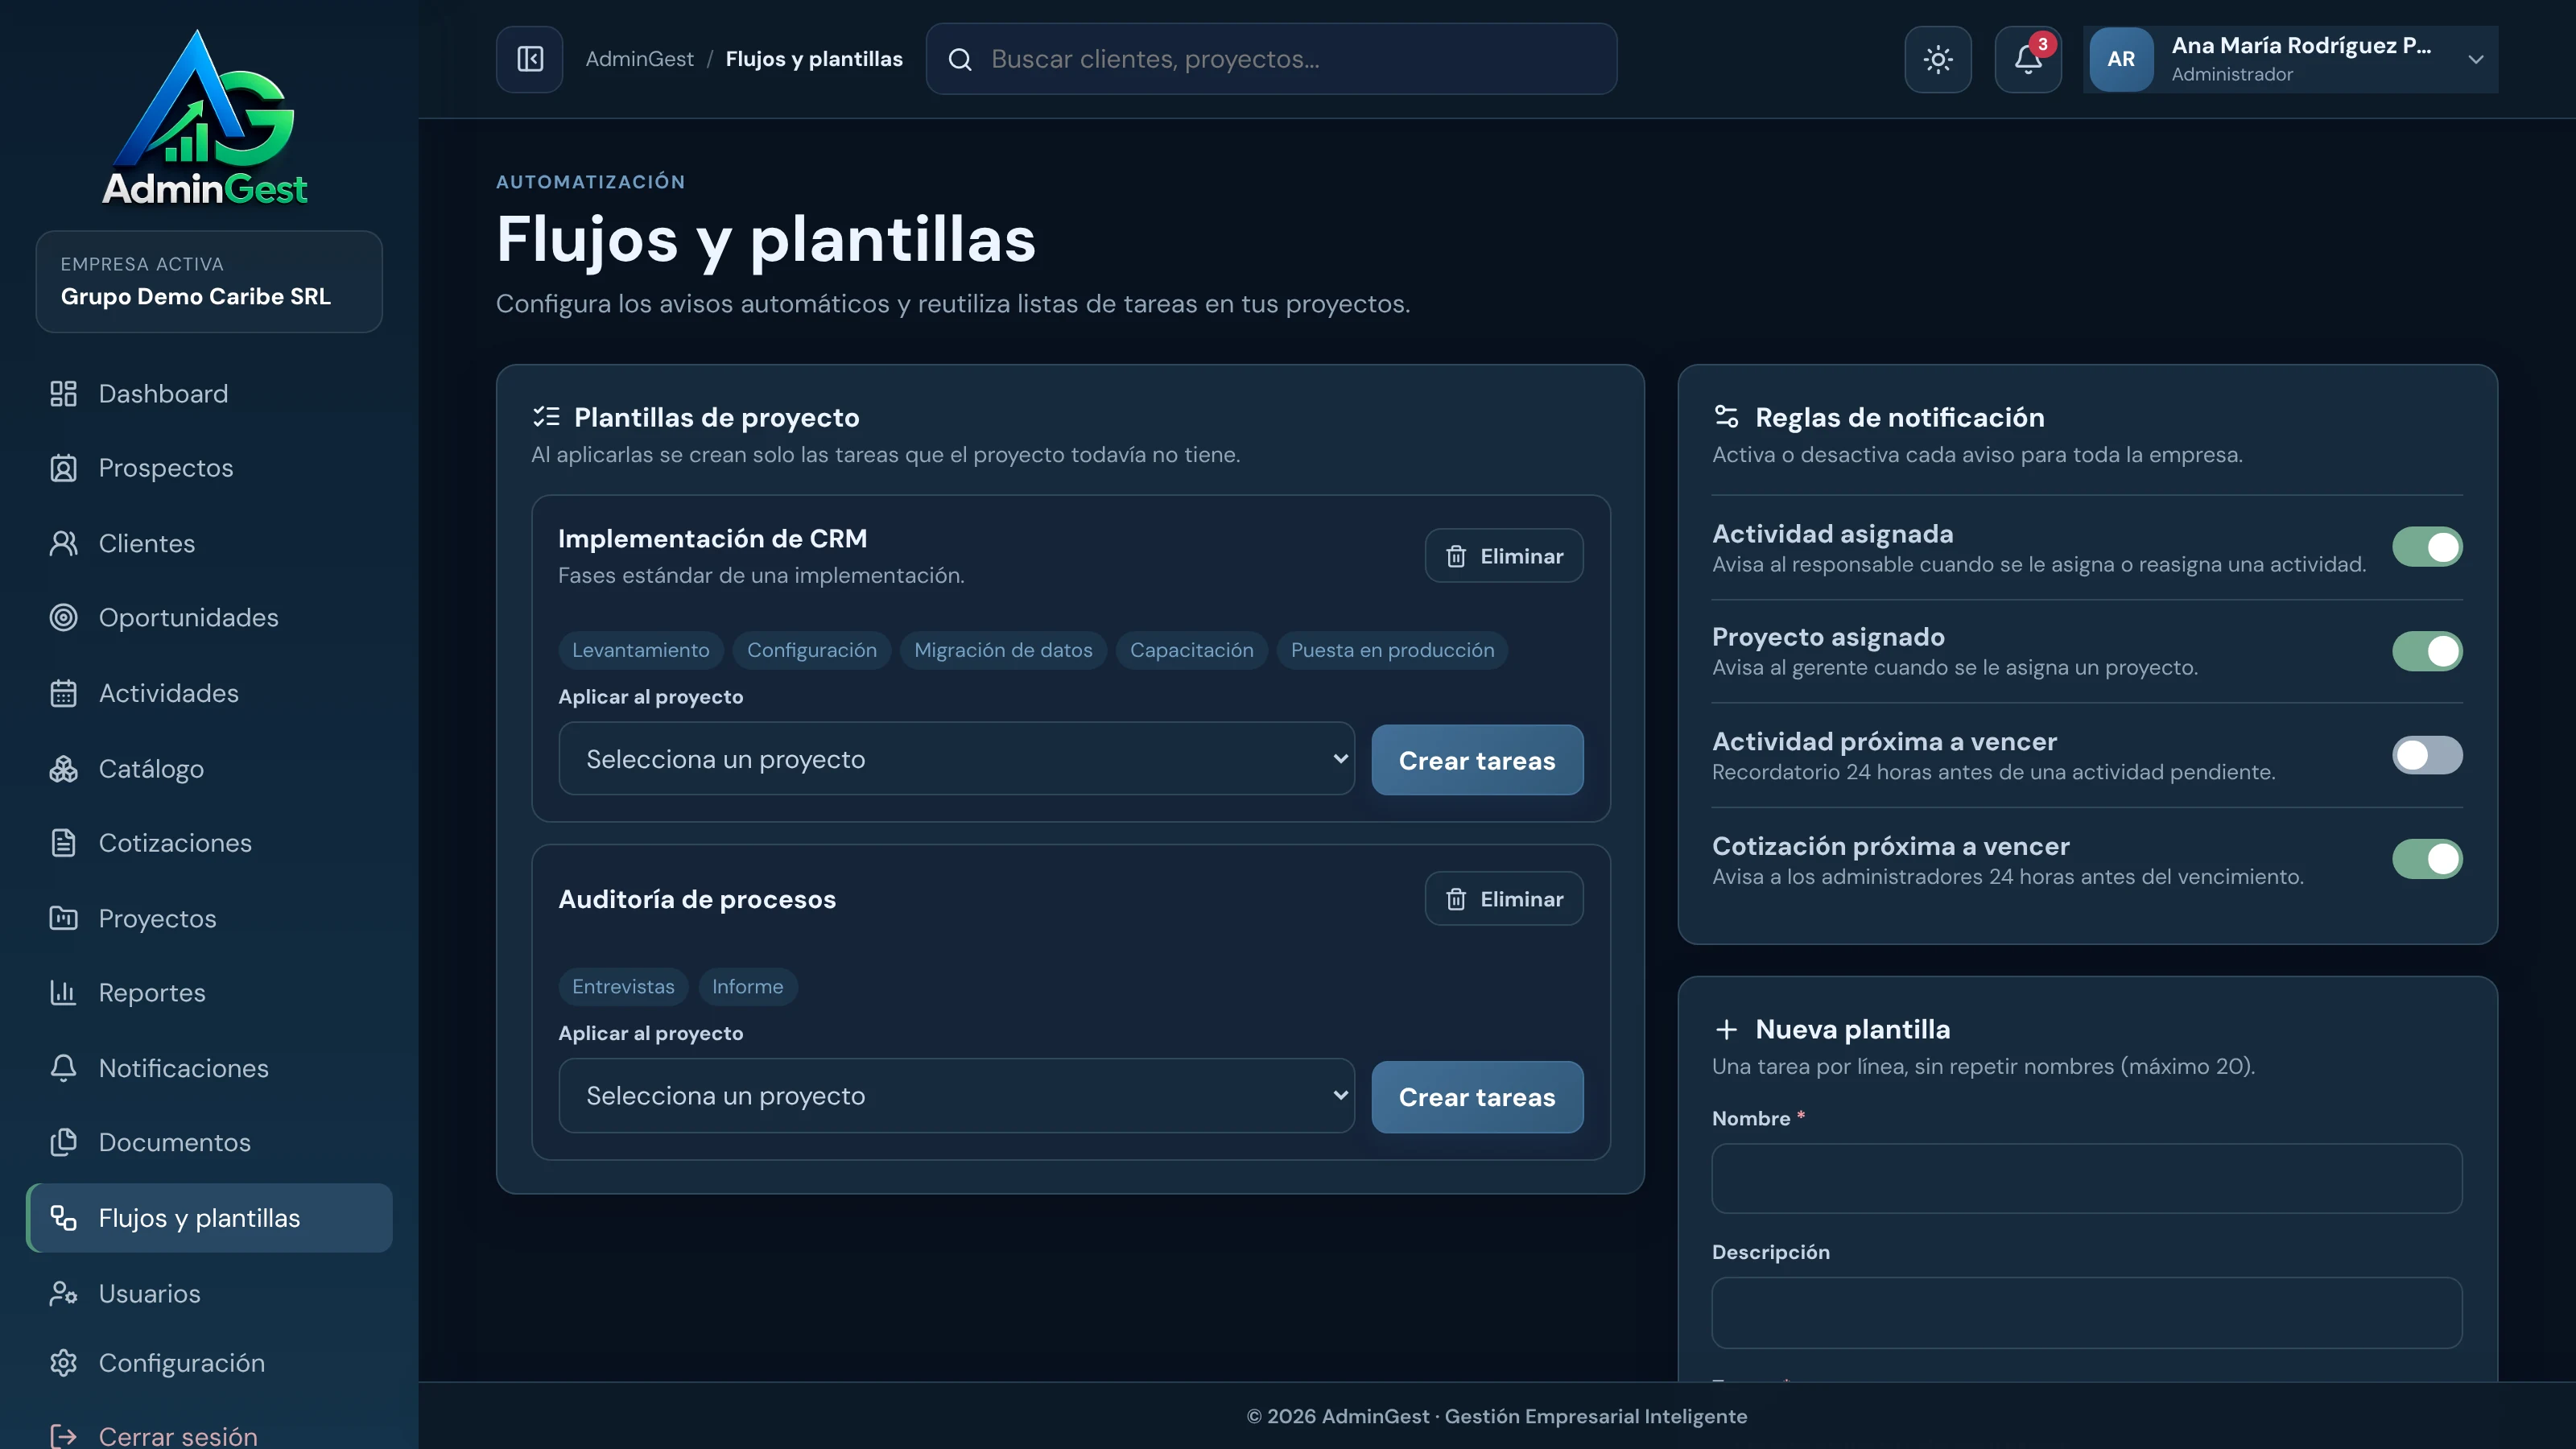 AdminGest
EMPRESA ACTIVA
Grupo Demo Caribe SRL
Dashboard
Prospectos
Clientes
Oportunidades
Actividades
Catálogo
Cotizaciones
Proyectos
Reportes
Notificaciones
Documentos
Flujos y plantillas
Usuarios
Configuración
Cerrar sesión
AdminGest / Flujos y plantillas
Buscar clientes, proyectos...
3
AR
Ana María Rodríguez P...
Administrador
AUTOMATIZACIÓN
Flujos y plantillas
Configura los avisos automáticos y reutiliza listas de tareas en tus proyectos.
Plantillas de proyecto
Al aplicarlas se crean solo las tareas que el proyecto todavía no tiene.
Implementación de CRM
Fases estándar de una implementación.
Eliminar
Levantamiento Configuración Migración de datos Capacitación Puesta en producción
Aplicar al proyecto
Selecciona un proyecto
Crear tareas
Auditoría de procesos
Eliminar
Entrevistas Informe
Aplicar al proyecto
Selecciona un proyecto
Crear tareas
Reglas de notificación
Activa o desactiva cada aviso para toda la empresa.
Actividad asignada
Avisa al responsable cuando se le asigna o reasigna una actividad.
Proyecto asignado
Avisa al gerente cuando se le asigna un proyecto.
Actividad próxima a vencer
Recordatorio 24 horas antes de una actividad pendiente.
Cotización próxima a vencer
Avisa a los administradores 24 horas antes del vencimiento.
Nueva plantilla
Una tarea por línea, sin repetir nombres (máximo 20).
Nombre *
Descripción
© 2026 AdminGest · Gestión Empresarial Inteligente